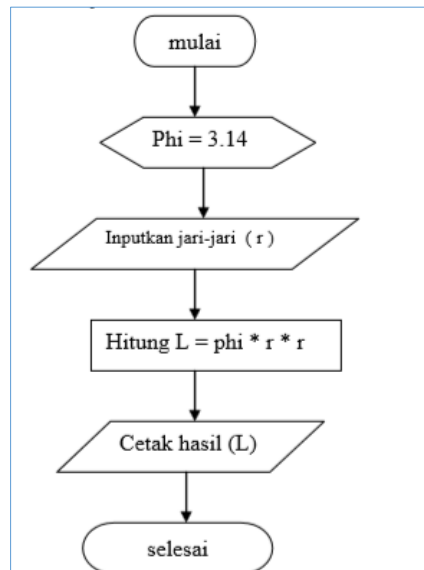 mulai
Phi = 3.14
Inputkan jari-jari ( r )
Hitung L = phi * r * r
Cetak hasil (L)
selesai